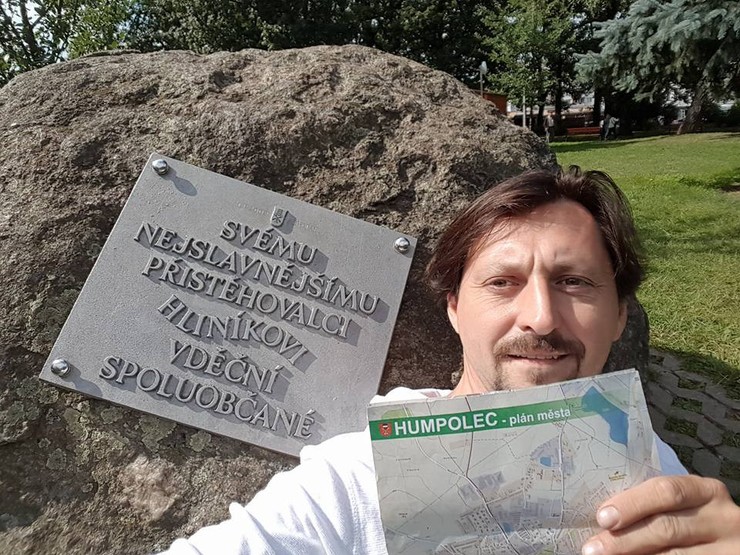 SVÉMU
NEJSLAVNĚJŠÍMU
PŘISTĚHOVALCI
HLINÍKOVI
VDĚČNÍ
SPOLUOBČANÉ
HUMPOLEC - plán města